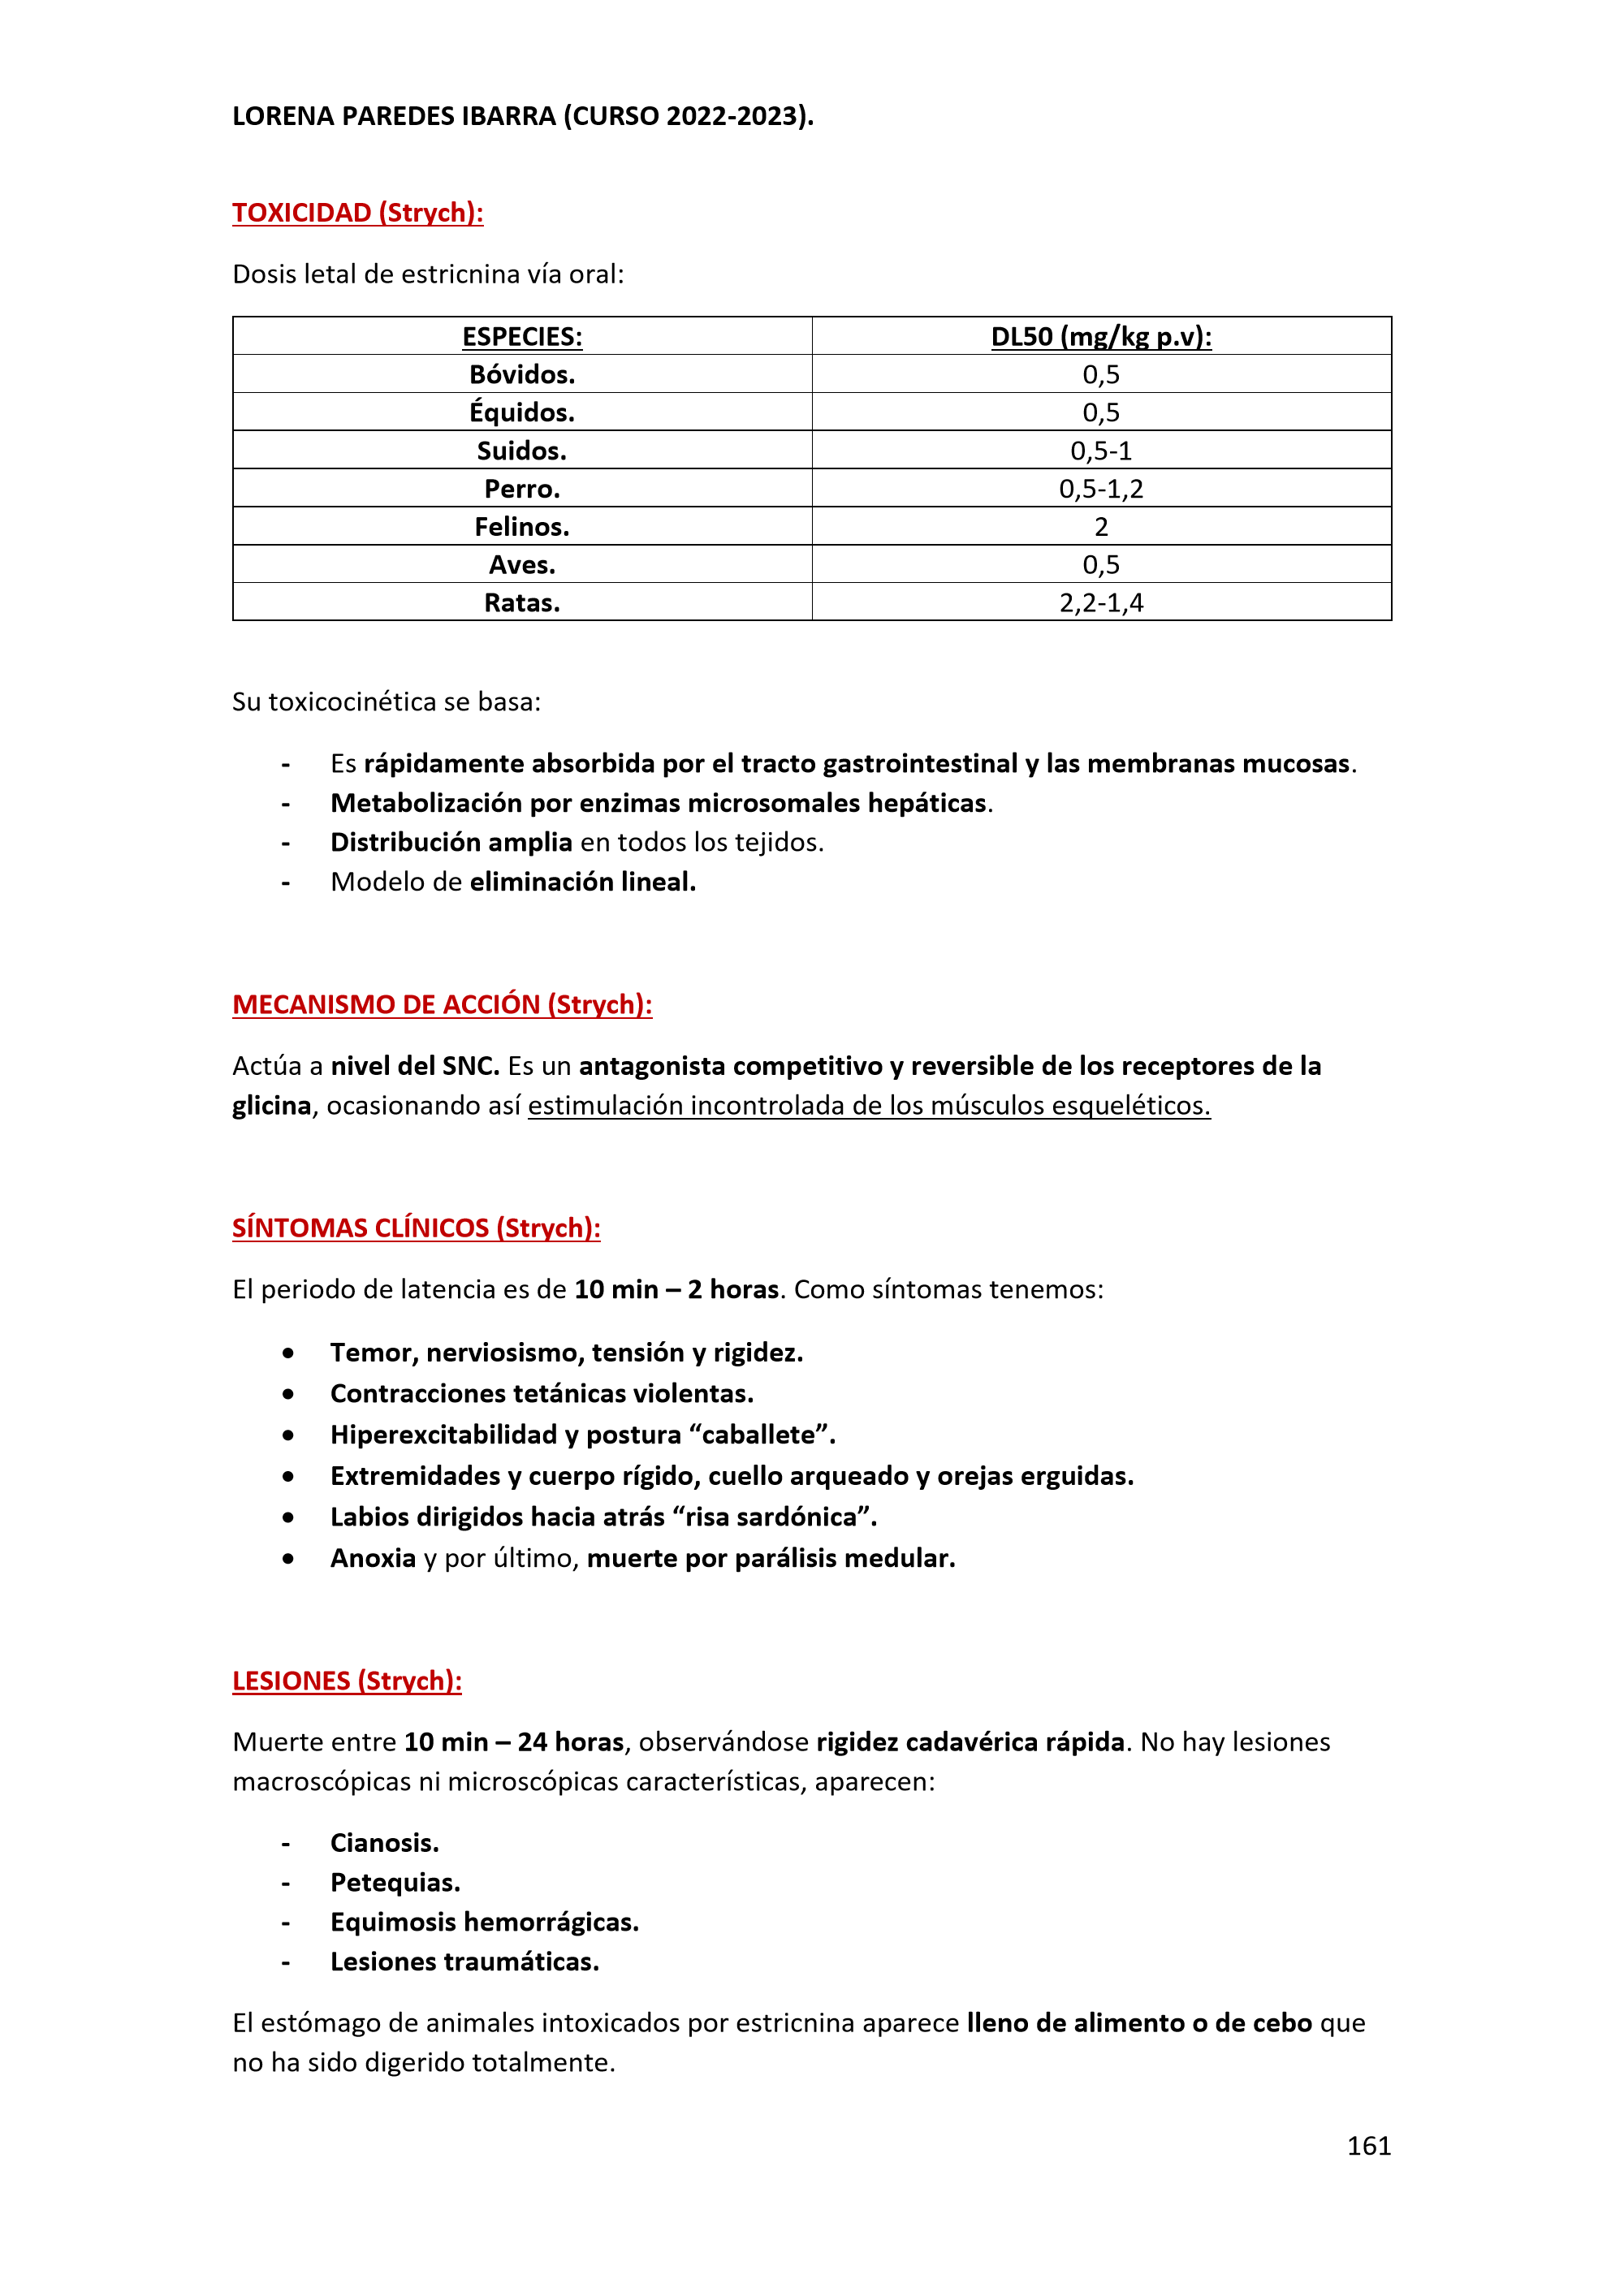 LORENA PAREDES IBARRA (CURSO 2022-2023).
TOXICIDAD (Strych):
Dosis letal de estricnina vía oral:
ESPECIES: DL50 (mg/kg p.v):
Bóvidos. 0,5
Équidos. 0,5
Suidos. 0,5-1
Perro. 0,5-1,2
Felinos. 2
Aves. 0,5
Ratas. 2,2-1,4
Su toxicocinética se basa:
- Es rápidamente absorbida por el tracto gastrointestinal y las membranas mucosas.
- Metabolización por enzimas microsomales hepáticas.
- Distribución amplia en todos los tejidos.
- Modelo de eliminación lineal.
MECANISMO DE ACCIÓN (Strych):
Actúa a nivel del SNC. Es un antagonista competitivo y reversible de los receptores de la
glicina, ocasionando así estimulación incontrolada de los músculos esqueléticos.
SÍNTOMAS CLÍNICOS (Strych):
El periodo de latencia es de 10 min – 2 horas. Como síntomas tenemos:
• Temor, nerviosismo, tensión y rigidez.
• Contracciones tetánicas violentas.
• Hiperexcitabilidad y postura “caballete”.
• Extremidades y cuerpo rígido, cuello arqueado y orejas erguidas.
• Labios dirigidos hacia atrás “risa sardónica”.
• Anoxia y por último, muerte por parálisis medular.
LESIONES (Strych):
Muerte entre 10 min – 24 horas, observándose rigidez cadavérica rápida. No hay lesiones
macroscópicas ni microscópicas características, aparecen:
- Cianosis.
- Petequias.
- Equimosis hemorrágicas.
- Lesiones traumáticas.
El estómago de animales intoxicados por estricnina aparece lleno de alimento o de cebo que
no ha sido digerido totalmente.
161